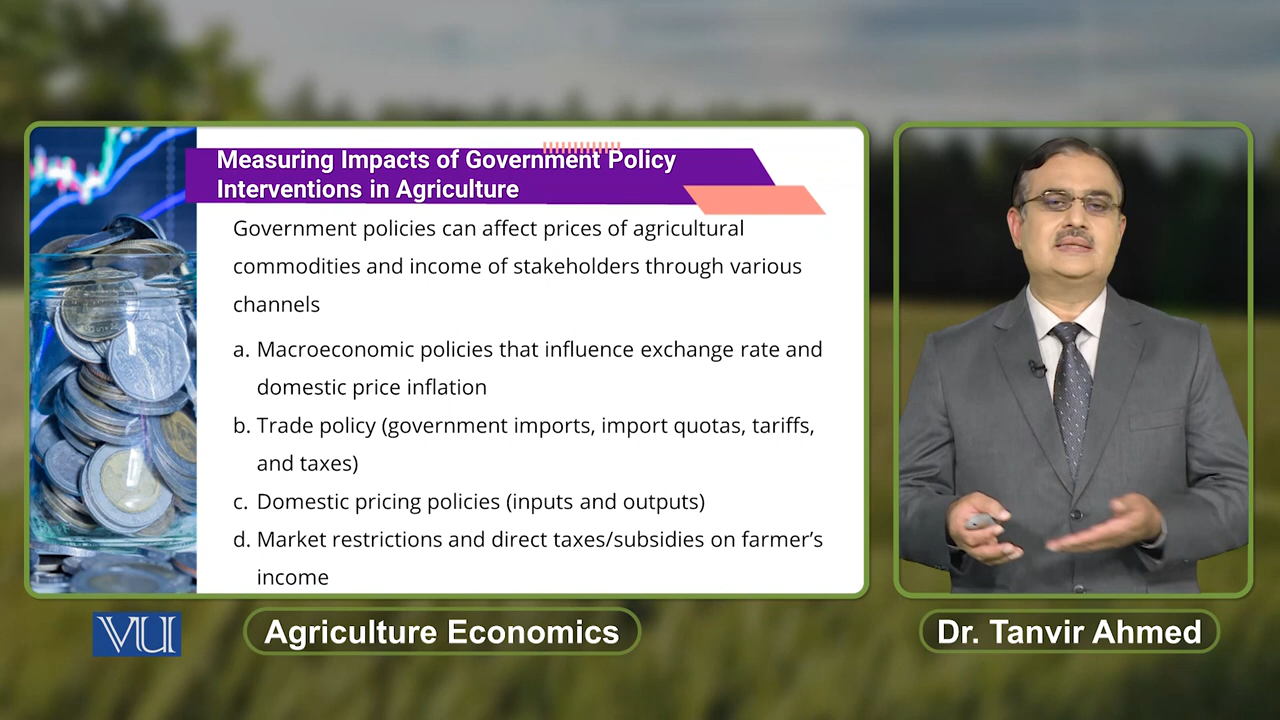 Measuring Impacts of Government Policy
Interventions in Agriculture
Government policies can affect prices of agricultural
commodities and income of stakeholders through various
channels
a. Macroeconomic policies that influence exchange rate and
domestic price inflation
b. Trade policy (government imports, import quotas, tariffs,
and taxes)
c. Domestic pricing policies (inputs and outputs)
d. Market restrictions and direct taxes/subsidies on farmer’s
income
VU
Agriculture Economics
Dr. Tanvir Ahmed